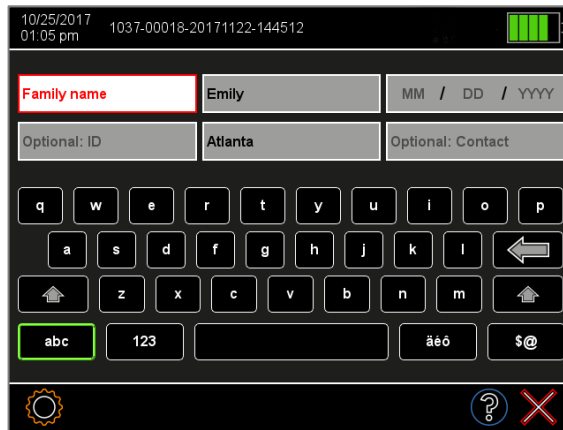 10/25/2017
01:05 pm
1037-00018-20171122-144512
Family name
Emily
MM / DD / YYYY
Optional: ID
Atlanta
Optional: Contact
q w e r t y u i o p
a s d f g h j k l
z x c v b n m
abc 123 äéô $@
?